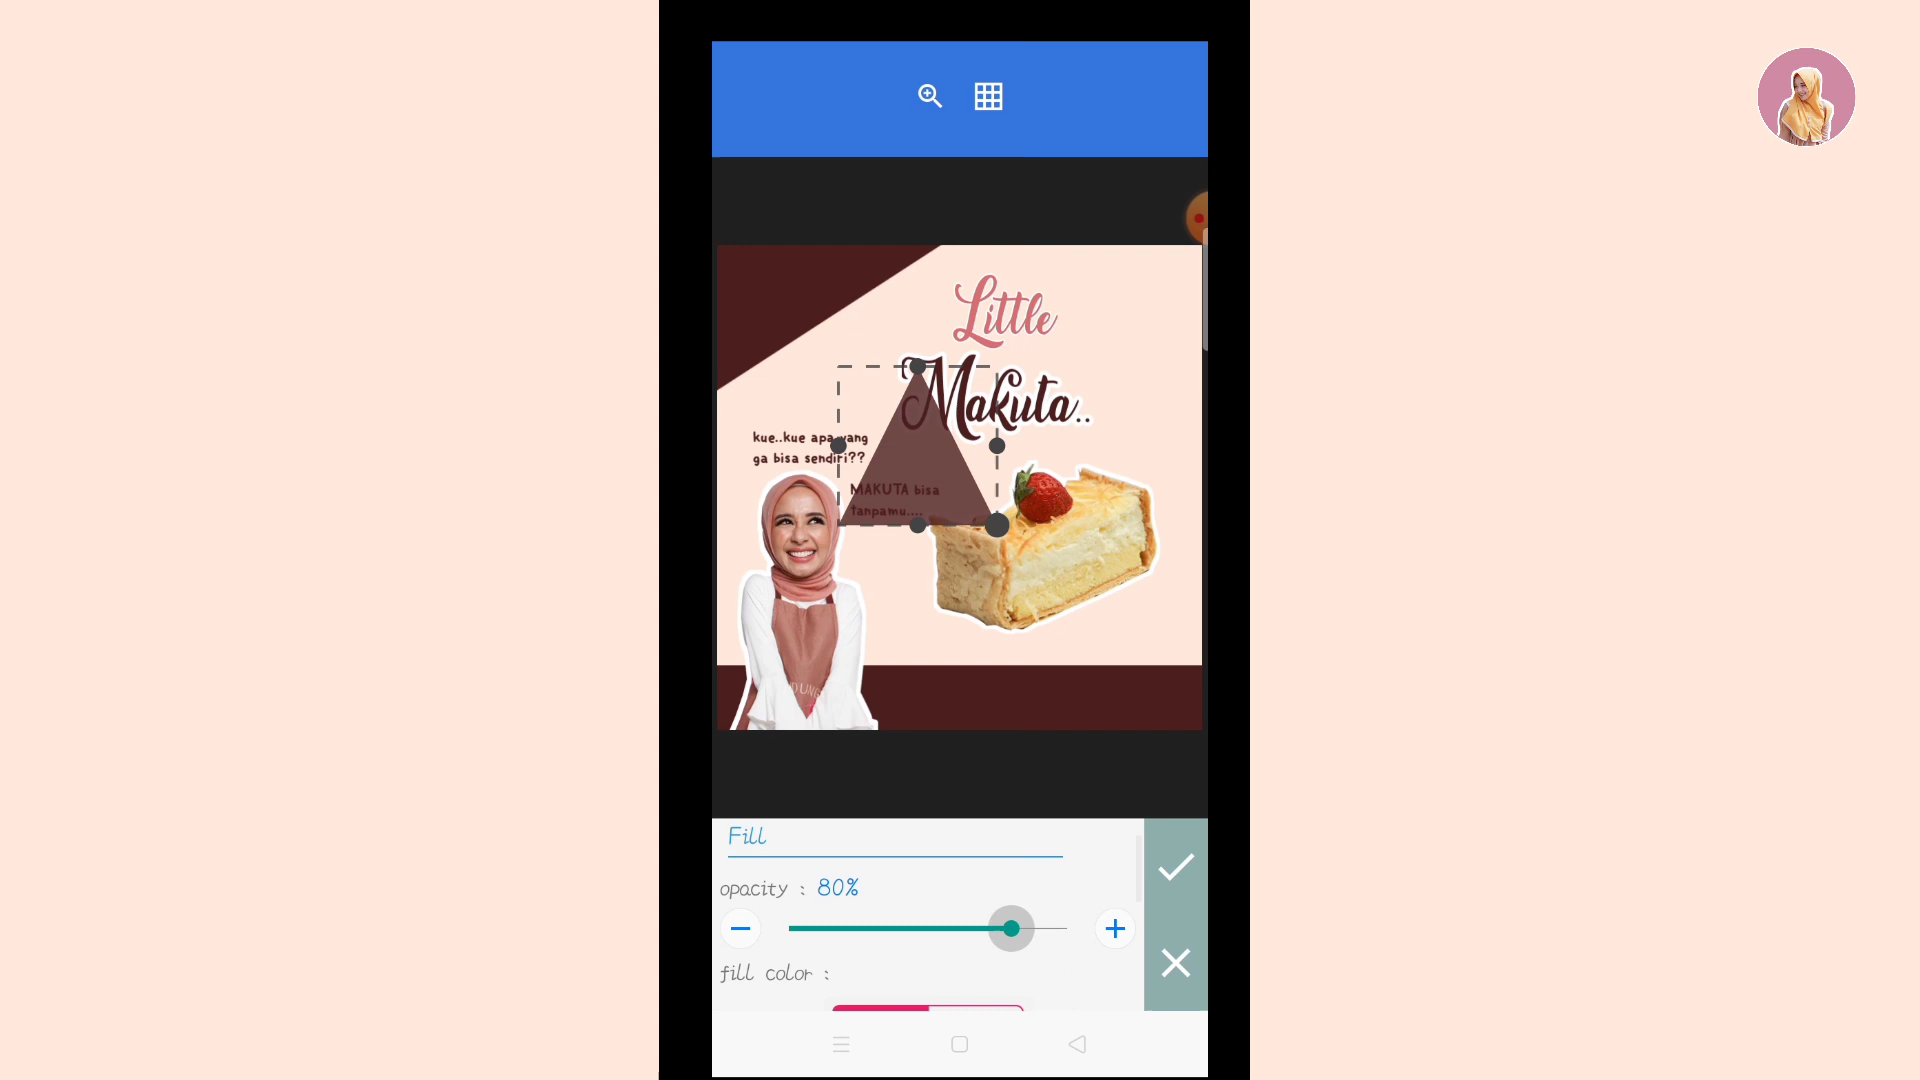 Little
Makuta..
kue..kue apa yang
ga bisa sendiri??
MAKUTA bisa
tanpamu....
Fill
opacity : 80%
fill color :